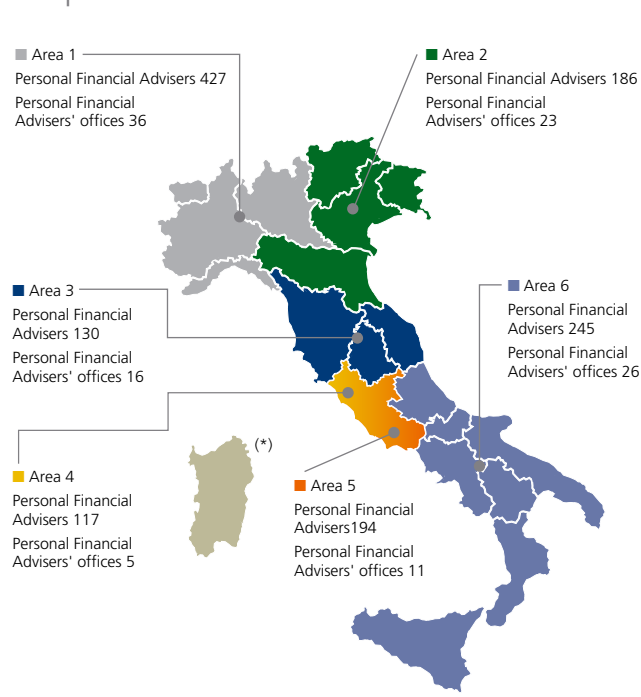 Area 1
Personal Financial Advisers 427
Personal Financial
Advisers' offices 36
Area 2
Personal Financial Advisers 186
Personal Financial
Advisers' offices 23
Area 3
Personal Financial
Advisers 130
Personal Financial
Advisers' offices 16
Area 6
Personal Financial
Advisers 245
Personal Financial
Advisers' offices 26
(*)
Area 4
Personal Financial
Advisers 117
Personal Financial
Advisers' offices 5
Area 5
Personal Financial
Advisers194
Personal Financial
Advisers' offices 11